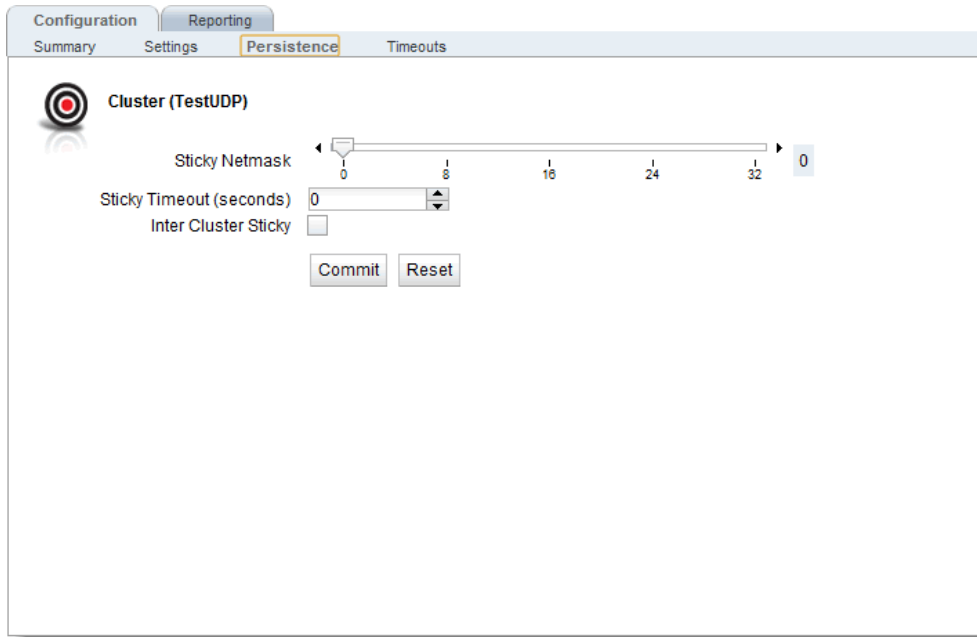 Configuration Reporting
Summary Settings Persistence Timeouts
Cluster (TestUDP)
Sticky Netmask 0
0 8 16 24 32
Sticky Timeout (seconds) 0
Inter Cluster Sticky
Commit Reset